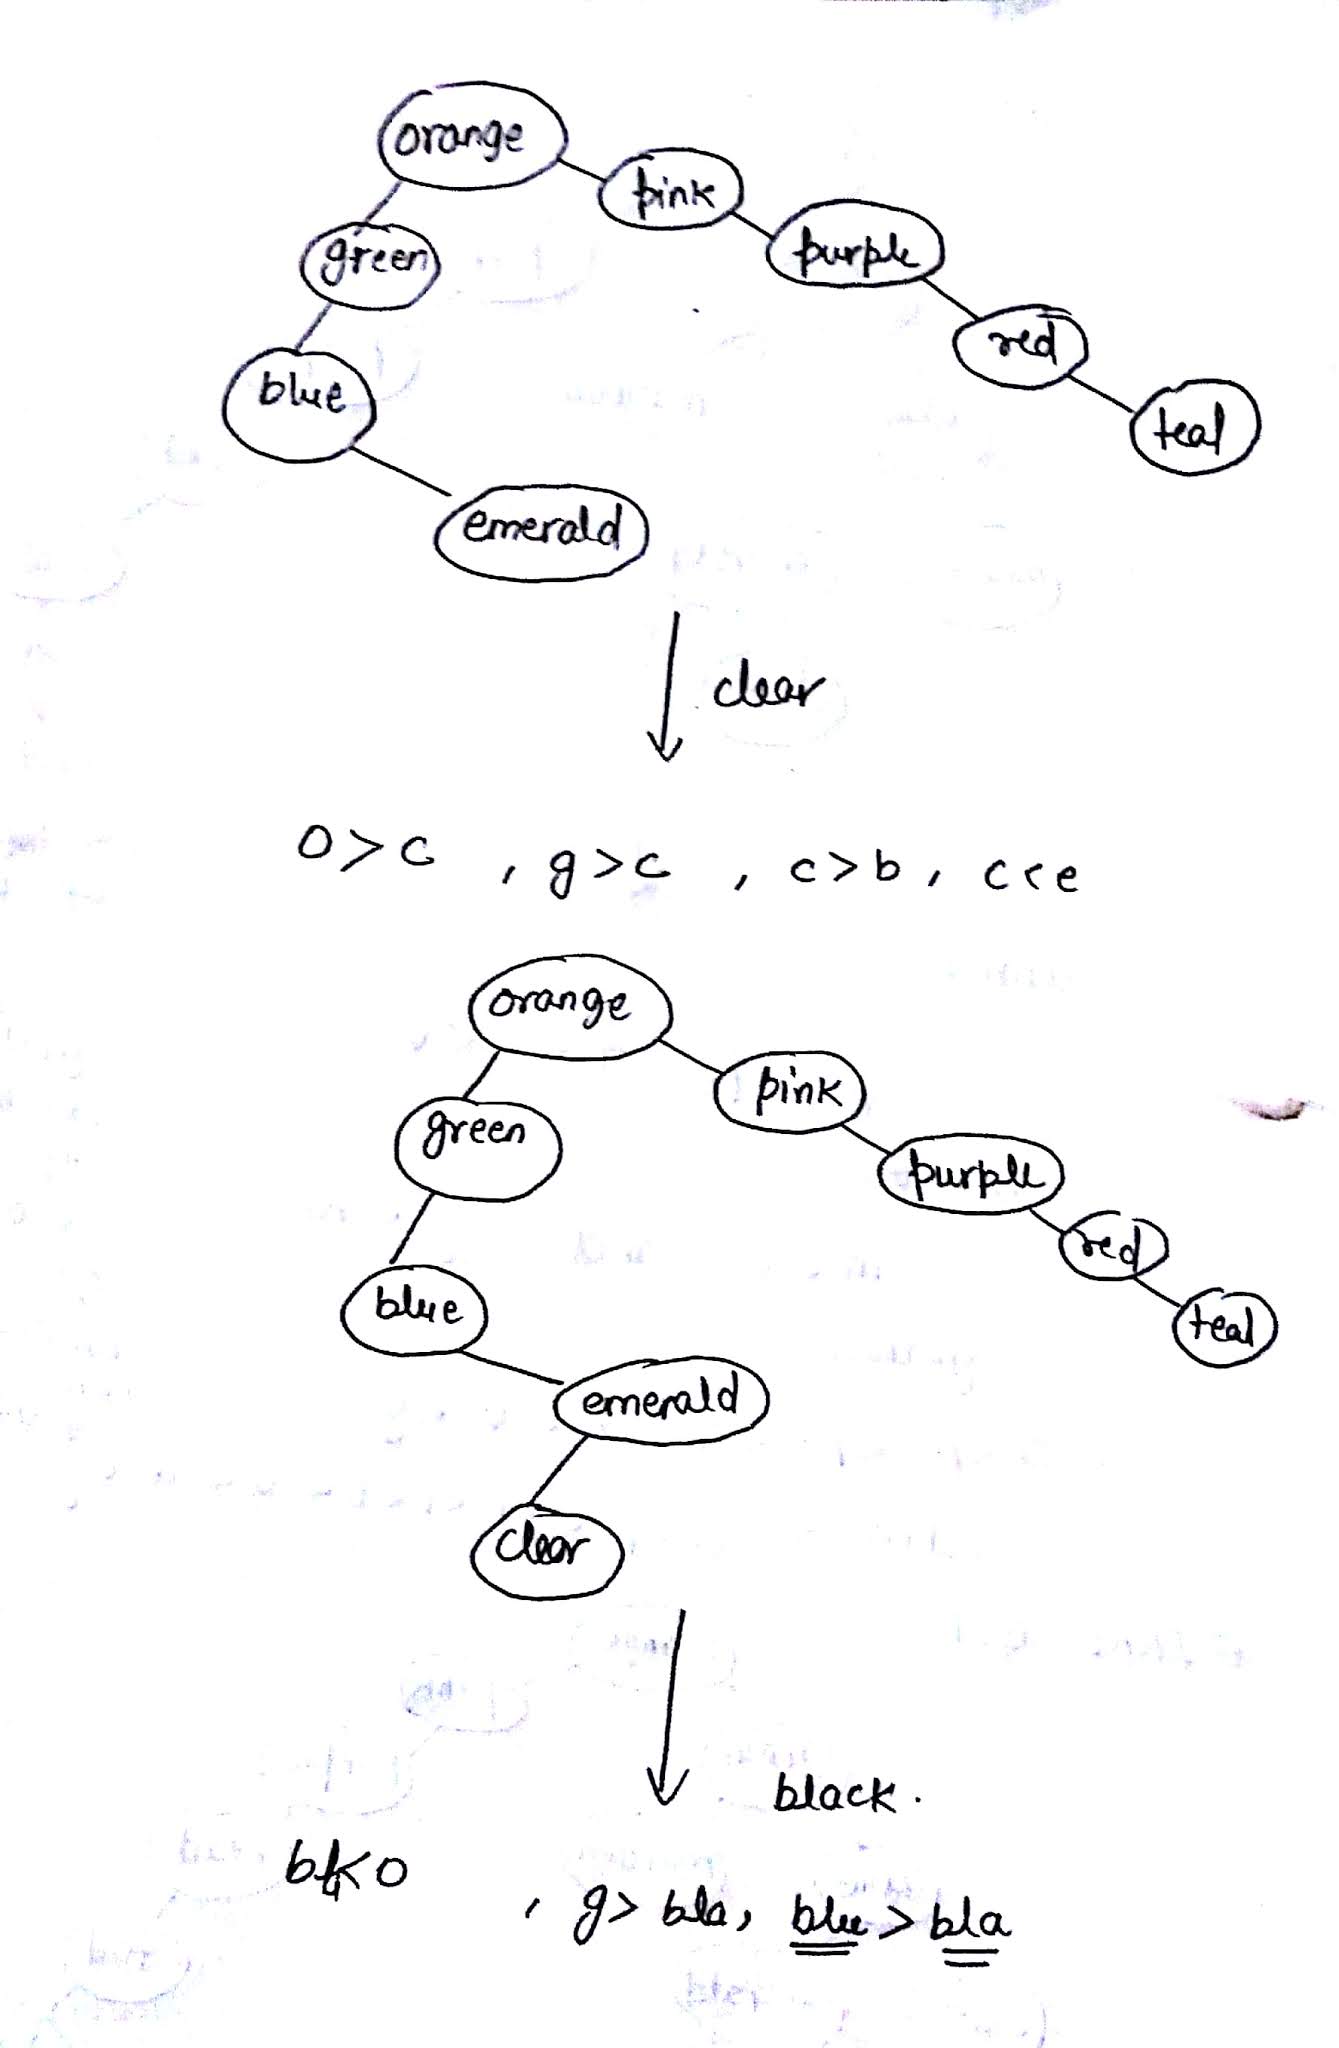 orange
pink
green
purple
red
blue
teal
emerald
clear
O > C , g > c , c > b , c < e
orange
pink
green
purple
red
blue
teal
emerald
clear
black.
b < O , g > bla, blue > bla